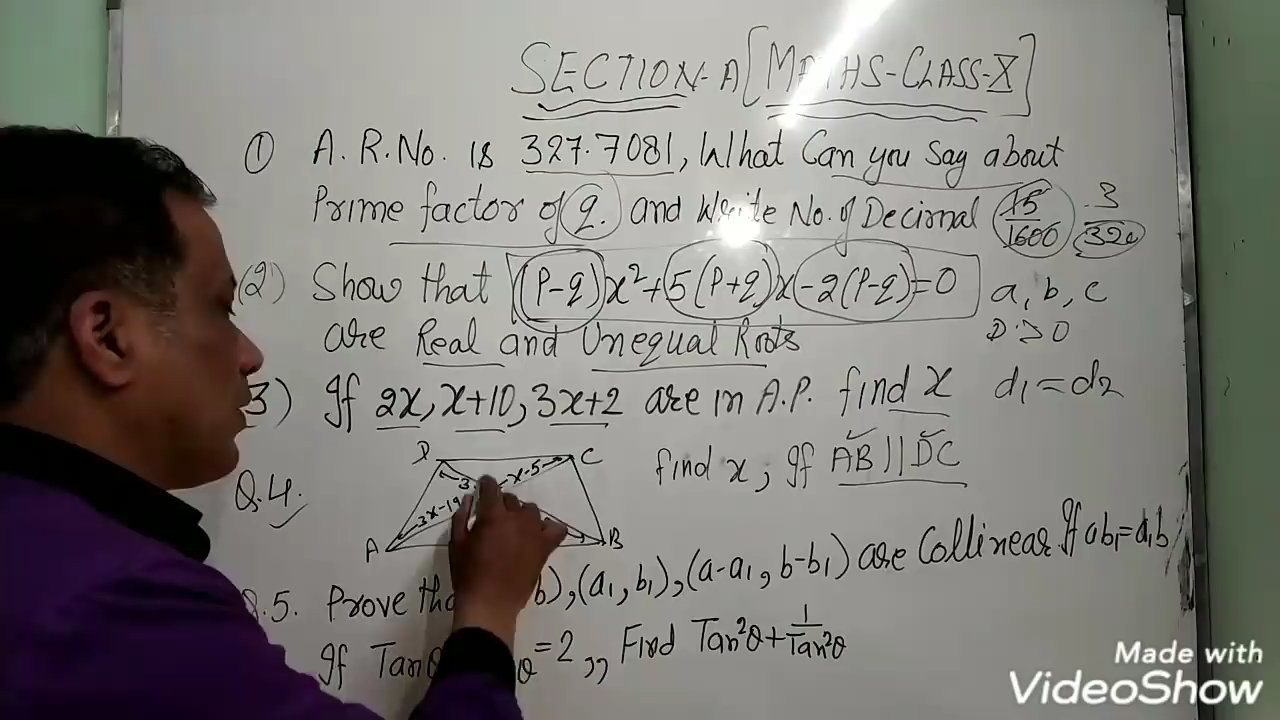 SECTION-A [MATHS-CLASS-X]
① A.R.No. is 327.7081, What Can you Say about
Prime factor of q. and Write No. of Decimal 15/1600 3/320
(2) Show that (P-q)x²+5(P+q)x-2(P-q)=0 a, b, c
are Real and Unequal Roots D>0
3) If 2x, x+10, 3x+2 are in A.P. find x d1=d2
D C
x-5
Q.4. find x, If AB||DC
A B
.5. Prove b), (a1, b1), (a-a1, b-b1) are Collinear If ab1=a1b
If Tan θ=2,, Find Tan²θ+1/Tan²θ
Made with
VideoShow